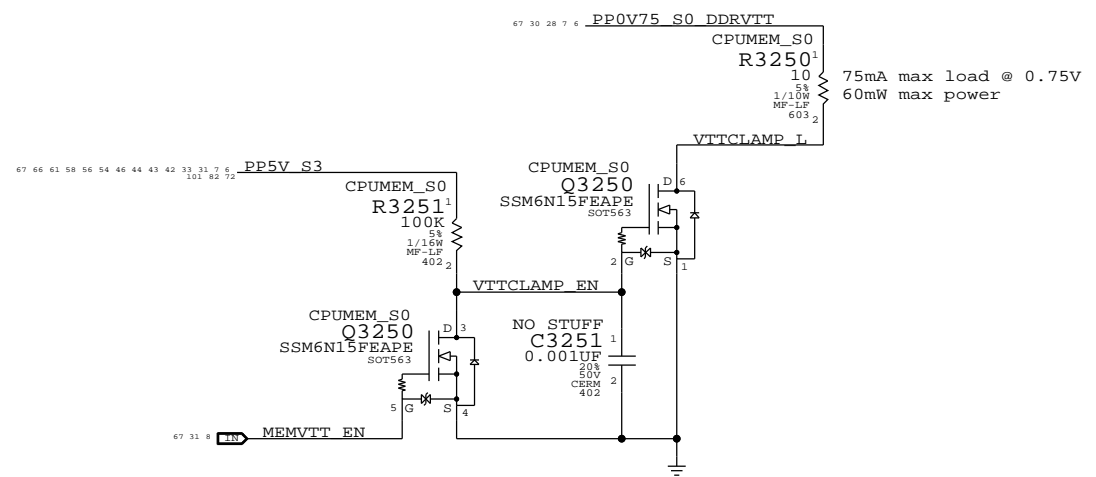 67 30 28 7 6 PP0V75_S0_DDRVTT
CPUMEM_S0
R3250
1
10
5%
1/10W
MF-LF
603
2
75mA max load @ 0.75V
60mW max power
VTTCLAMP_L
67 66 61 58 56 54 46 44 43 42 33 31 7 6
101 82 72
PP5V_S3
CPUMEM_S0
R3251
1
100K
5%
1/16W
MF-LF
402
2
CPUMEM_S0
Q3250
SSM6N15FEAPE
SOT563
D 6
2 G S 1
VTTCLAMP_EN
CPUMEM_S0
Q3250
SSM6N15FEAPE
SOT563
D 3
5 G S 4
NO STUFF
C3251
1
0.001UF
20%
50V
CERM
402
2
67 31 8 IN MEMVTT_EN